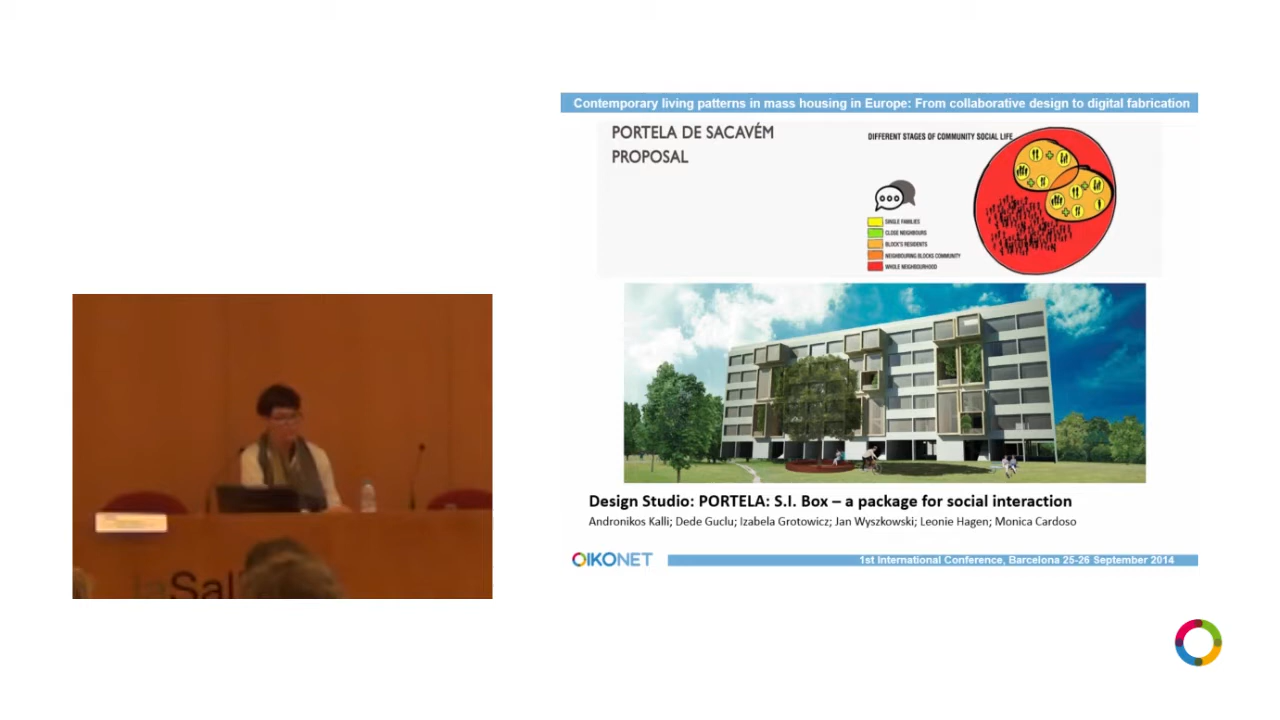 Contemporary living patterns in mass housing in Europe: From collaborative design to digital fabrication
PORTELA DE SACAVÉM
PROPOSAL
DIFFERENT STAGES OF COMMUNITY SOCIAL LIFE
SINGLE FAMILIES
CLOSE NEIGHBOURS
BLOCK'S RESIDENTS
NEIGHBOURING BLOCKS COMMUNITY
WHOLE NEIGHBOURHOOD
Design Studio: PORTELA: S.I. Box – a package for social interaction
Andronikos Kalli; Dede Guclu; Izabela Grotowicz; Jan Wyszkowski; Leonie Hagen; Monica Cardoso
OIKONET
1st International Conference, Barcelona 25-26 September 2014
laSal